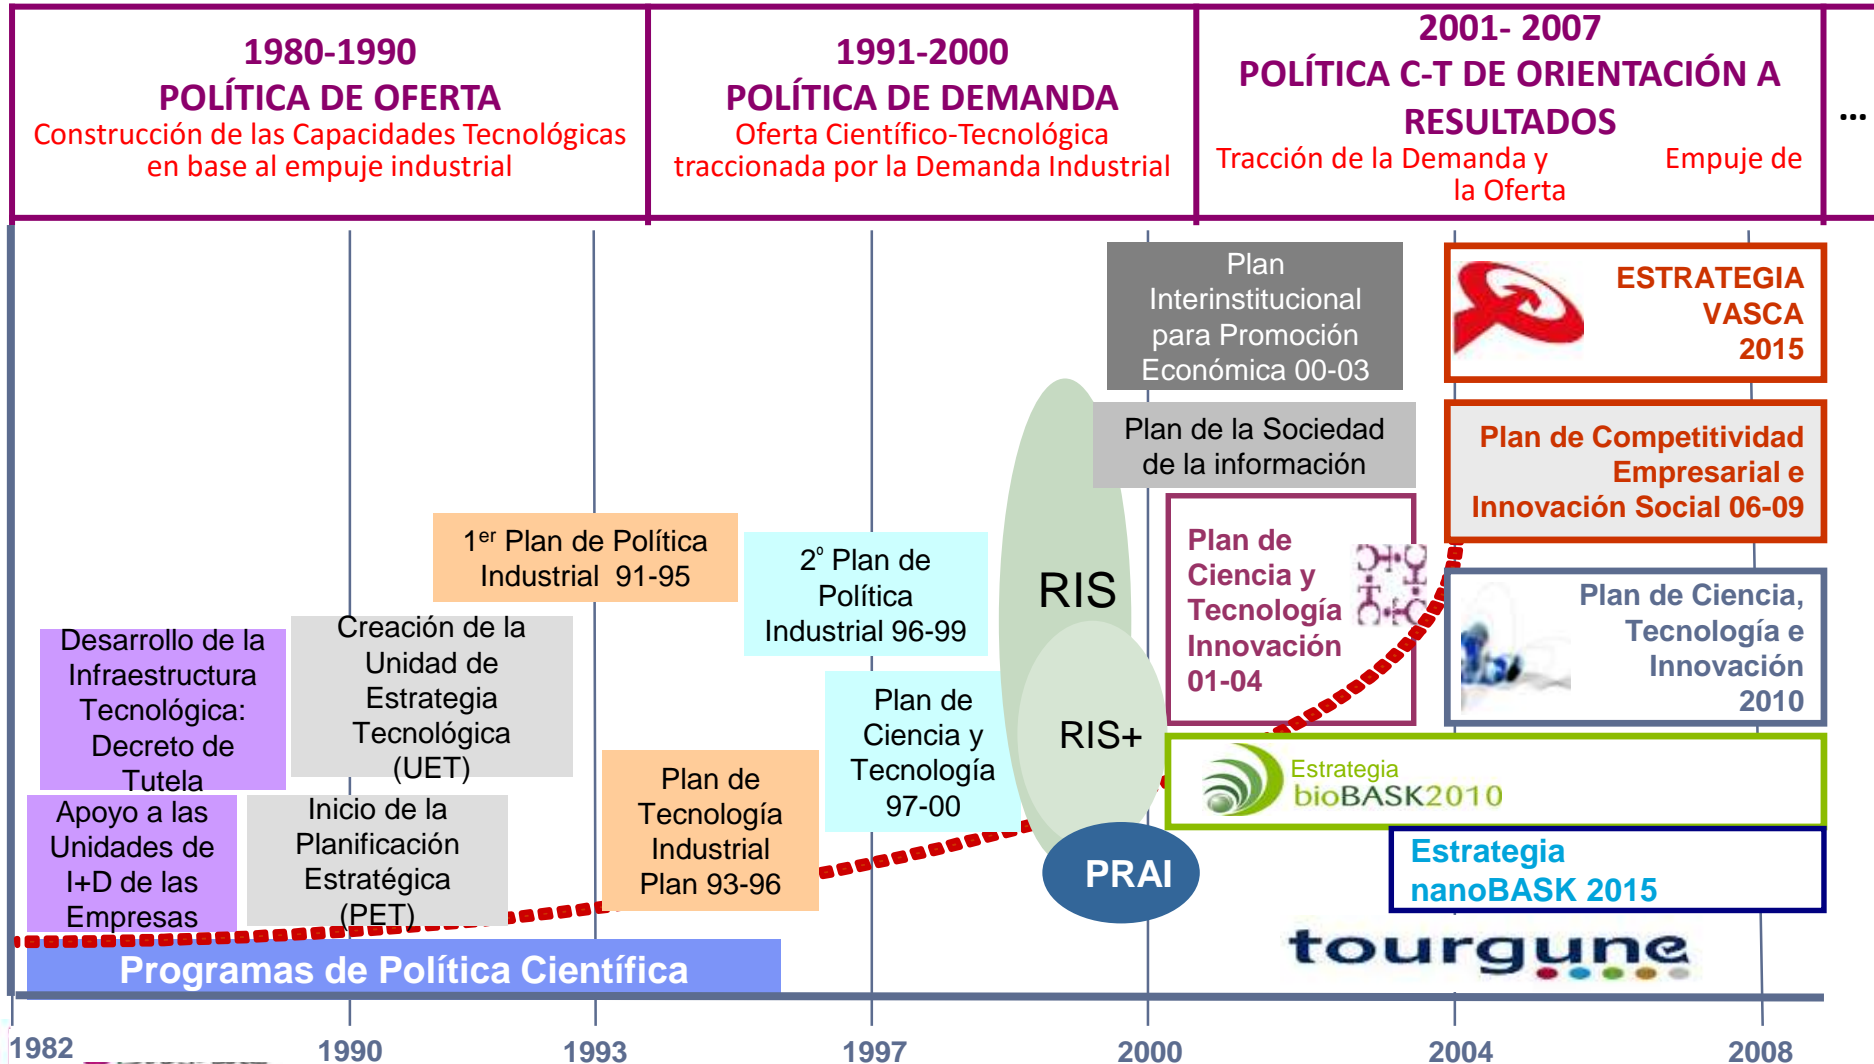 1980-1990
POLÍTICA DE OFERTA
Construcción de las Capacidades Tecnológicas
en base al empuje industrial
1991-2000
POLÍTICA DE DEMANDA
Oferta Científico-Tecnológica
traccionada por la Demanda Industrial
2001- 2007
POLÍTICA C-T DE ORIENTACIÓN A
RESULTADOS
Tracción de la Demanda y Empuje de
la Oferta
...
Plan
Interinstitucional
para Promoción
Económica 00-03
ESTRATEGIA
VASCA
2015
Plan de la Sociedad
de la información
Plan de Competitividad
Empresarial e
Innovación Social 06-09
1er Plan de Política
Industrial 91-95
2º Plan de
Política
Industrial 96-99
RIS
Plan de
Ciencia y
Tecnología
Innovación
01-04
Plan de Ciencia,
Tecnología e
Innovación
2010
Desarrollo de la
Infraestructura
Tecnológica:
Decreto de
Tutela
Creación de la
Unidad de
Estrategia
Tecnológica
(UET)
Plan de
Ciencia y
Tecnología
97-00
RIS+
Apoyo a las
Unidades de
I+D de las
Empresas
Inicio de la
Planificación
Estratégica
(PET)
Plan de
Tecnología
Industrial
Plan 93-96
Estrategia
bioBASK2010
PRAI
Estrategia
nanoBASK 2015
tourgune
Programas de Política Científica
1982
1990
1993
1997
2000
2004
2008